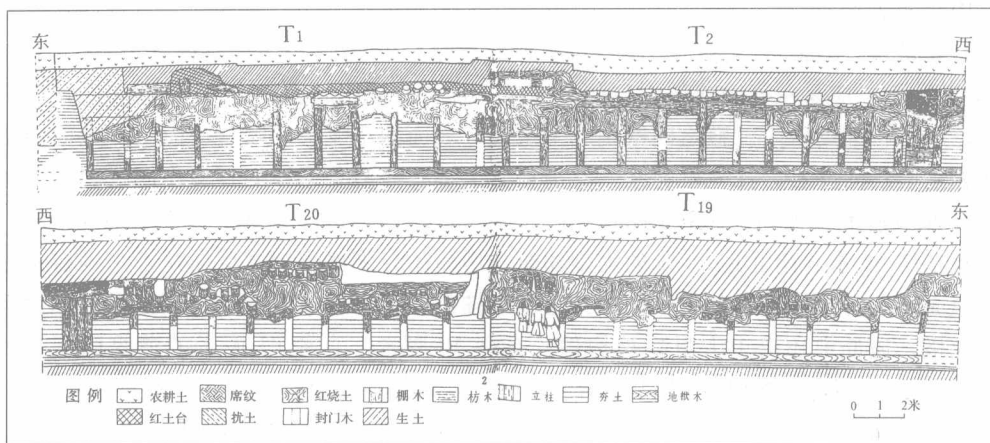 东 T1 T2 西
西 T20 T19 东
2
图例 农耕土 席纹 红烧土 棚木 枋木 立柱 夯土 地栿木
红土台 扰土 封门木 生土
0 1 2米